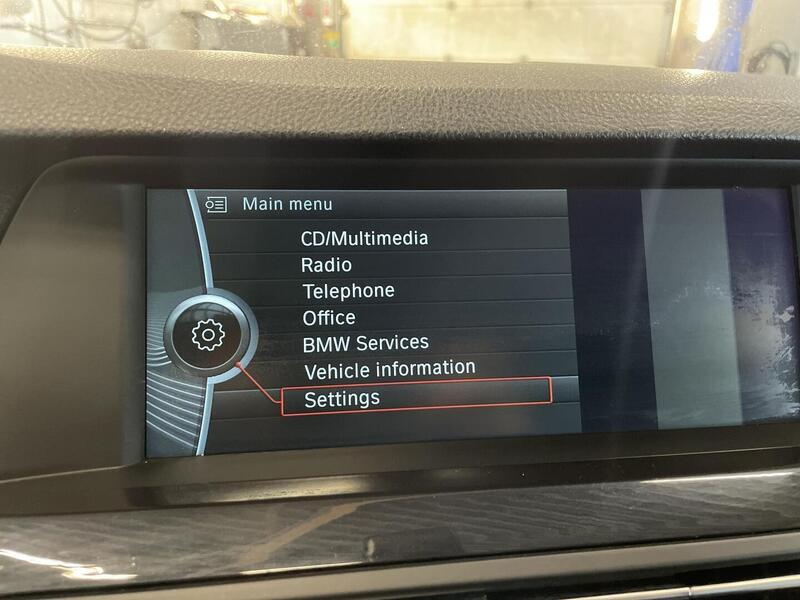 Main menu
CD/Multimedia
Radio
Telephone
Office
BMW Services
Vehicle information
Settings